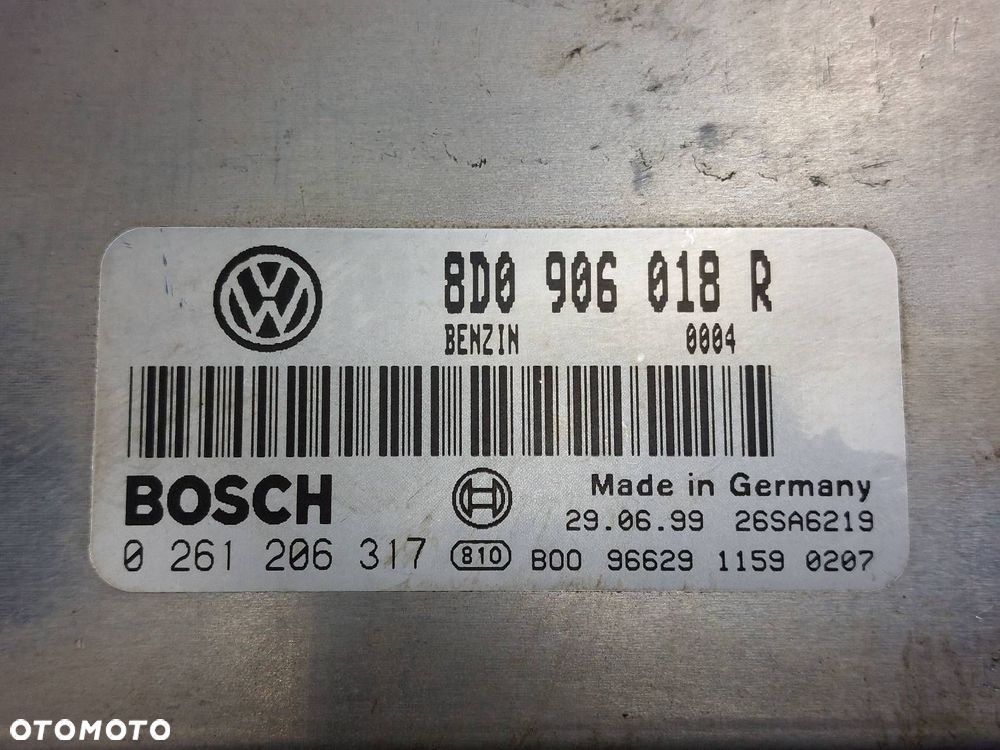 8D0 906 018 R
BENZIN 0004
BOSCH
Made in Germany
29.06.99 26SA6219
0 261 206 317 810 B00 96629 1159 0207
OTOMOTO